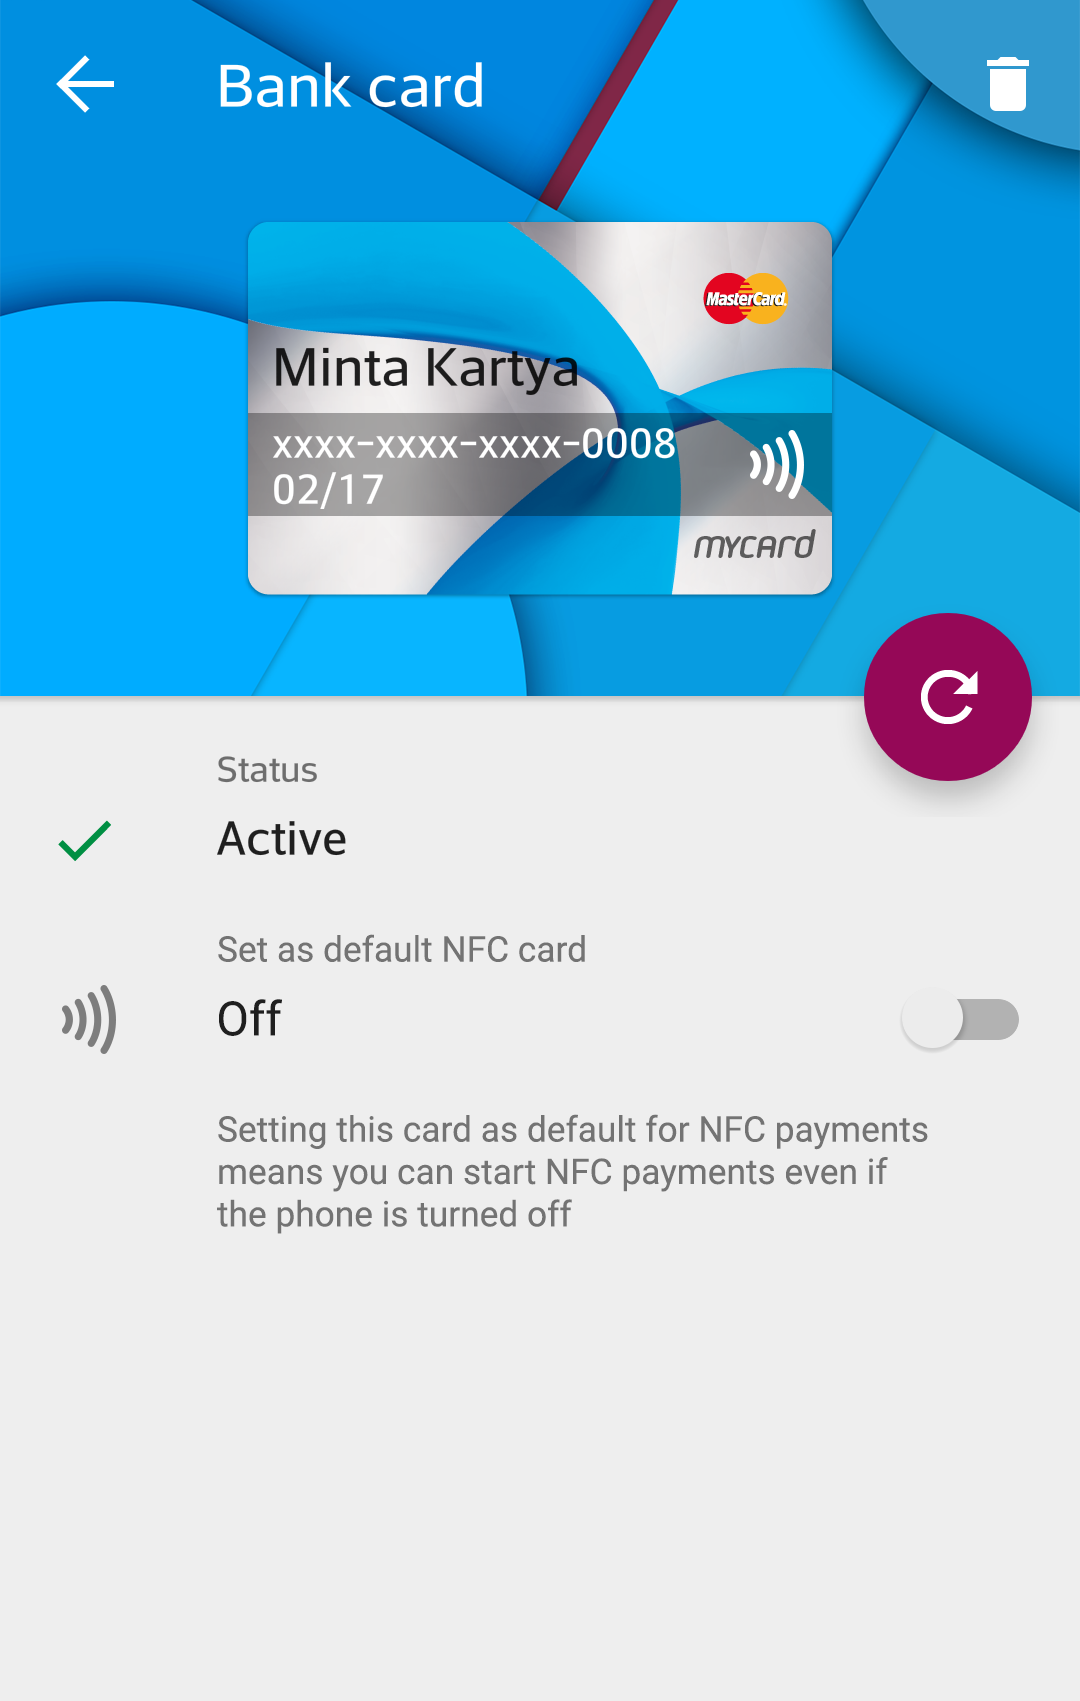 Bank card
MasterCard
Minta Kartya
xxxx-xxxx-xxxx-0008
02/17
mycard
Status
Active
Set as default NFC card
Off
Setting this card as default for NFC payments
means you can start NFC payments even if
the phone is turned off